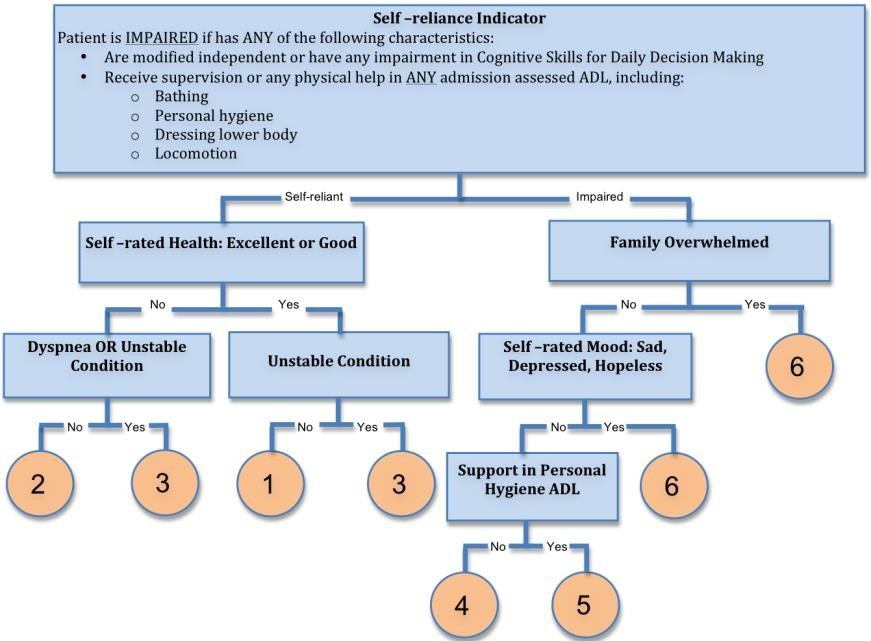 Self –reliance Indicator
Patient is IMPAIRED if has ANY of the following characteristics:
• Are modified independent or have any impairment in Cognitive Skills for Daily Decision Making
• Receive supervision or any physical help in ANY admission assessed ADL, including:
o Bathing
o Personal hygiene
o Dressing lower body
o Locomotion
Self-reliant
Impaired
Self –rated Health: Excellent or Good
Family Overwhelmed
No
Yes
No
Yes
Dyspnea OR Unstable
Condition
Unstable Condition
Self –rated Mood: Sad,
Depressed, Hopeless
6
No
Yes
No
Yes
No
Yes
2
3
1
3
Support in Personal
Hygiene ADL
6
No
Yes
4
5